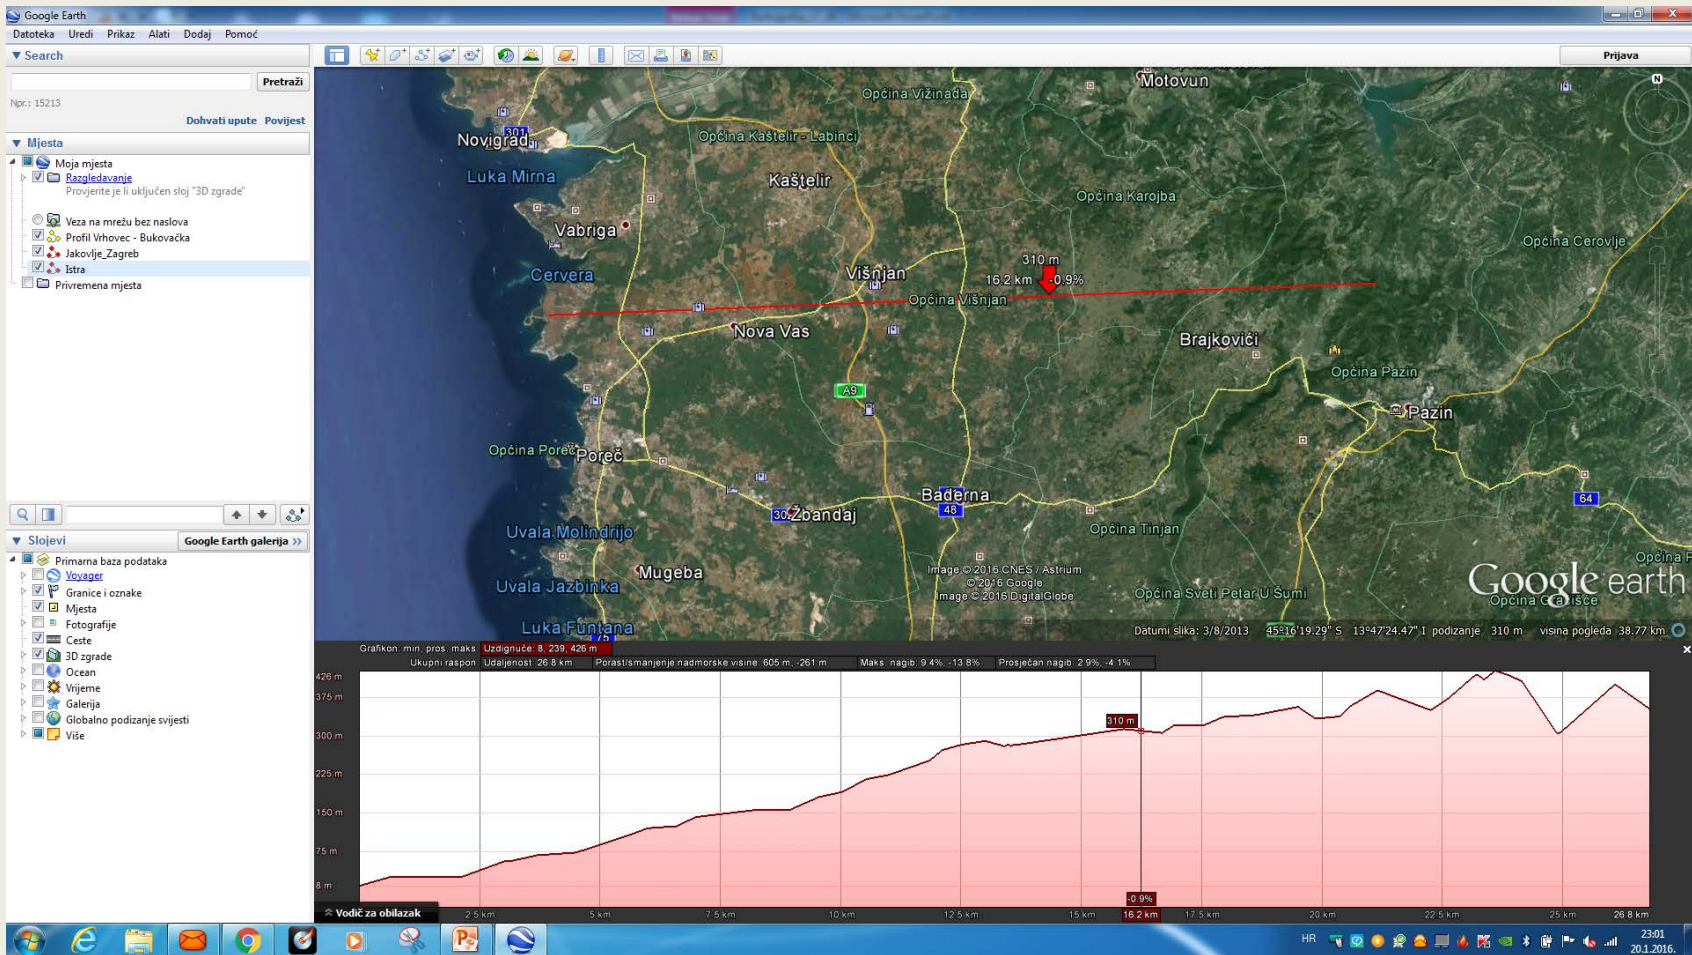 Google Earth
Datoteka Uredi Prikaz Alati Dodaj Pomoć
Search
Pretraži
Npr.: 15213
Dohvati upute Povijest
Mjesta
Moja mjesta
Razgledavanje
Provjerite je li uključen sloj "3D zgrade"
Veza na mrežu bez naslova
Profil Vrhovec - Bukovačka
Jakovlje_Zagreb
Istra
Privremena mjesta
Slojevi
Google Earth galerija >>
Primarna baza podataka
Voyager
Granice i oznake
Mjesta
Fotografije
Ceste
3D zgrade
Ocean
Vrijeme
Galerija
Globalno podizanje svijesti
Više
Prijava
N
Motovun
Općina Vižinada
301
Novigrad
Općina Kaštelir - Labinci
Luka Mirna
Kaštelir
Općina Karojba
Vabriga
Općina Cerovlje
310 m
Cervera
Višnjan
16.2 km -0.9%
Općina Višnjan
Nova Vas
Brajkovići
Općina Pazin
A9
Pazin
Općina Poreč
Poreč
Baderna
64
48
Žbandaj
Općina Tinjan
Uvala Molindrijo
Mugeba
Image © 2016 CNES / Astrium
© 2016 Google
Image © 2016 DigitalGlobe
Google earth
Uvala Jazbinka
Općina Sveti Petar U Šumi
Općina Gračišće
Luka Funtana
75
Datumi slika: 3/8/2013 45°16'19.29" S 13°47'24.47" I podizanje 310 m visina pogleda 38.77 km
Grafikon: min, pros, maks Uzdignuće: 8, 239, 426 m
Ukupni raspon: Udaljenost: 26.8 km Porast/smanjenje nadmorske visine: 605 m, -261 m Maks. nagib: 9.4%, -13.8% Prosječan nagib: 2.9%, -4.1%
426 m
375 m
310 m
300 m
225 m
150 m
75 m
8 m
-0.9%
Vodič za obilazak
2.5 km 5 km 7.5 km 10 km 12.5 km 15 km 16.2 km 17.5 km 20 km 22.5 km 25 km 26.8 km
HR
23:01
20.1.2016.